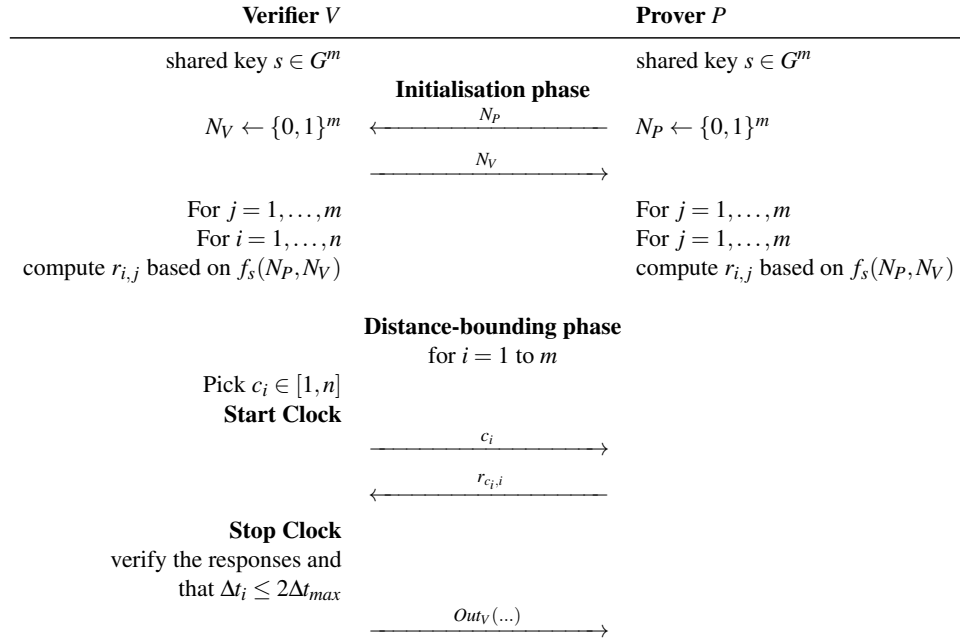 Verifier V Prover P
shared key s ∈ G^m shared key s ∈ G^m
Initialisation phase
N_V ← {0,1}^m N_P N_P ← {0,1}^m
N_V
For j = 1,...,m For j = 1,...,m
For i = 1,...,n For j = 1,...,m
compute r_{i,j} based on f_s(N_P,N_V) compute r_{i,j} based on f_s(N_P,N_V)
Distance-bounding phase
for i = 1 to m
Pick c_i ∈ [1,n]
Start Clock
c_i
r_{c_i,i}
Stop Clock
verify the responses and
that Δt_i ≤ 2Δt_{max}
Out_V(...)